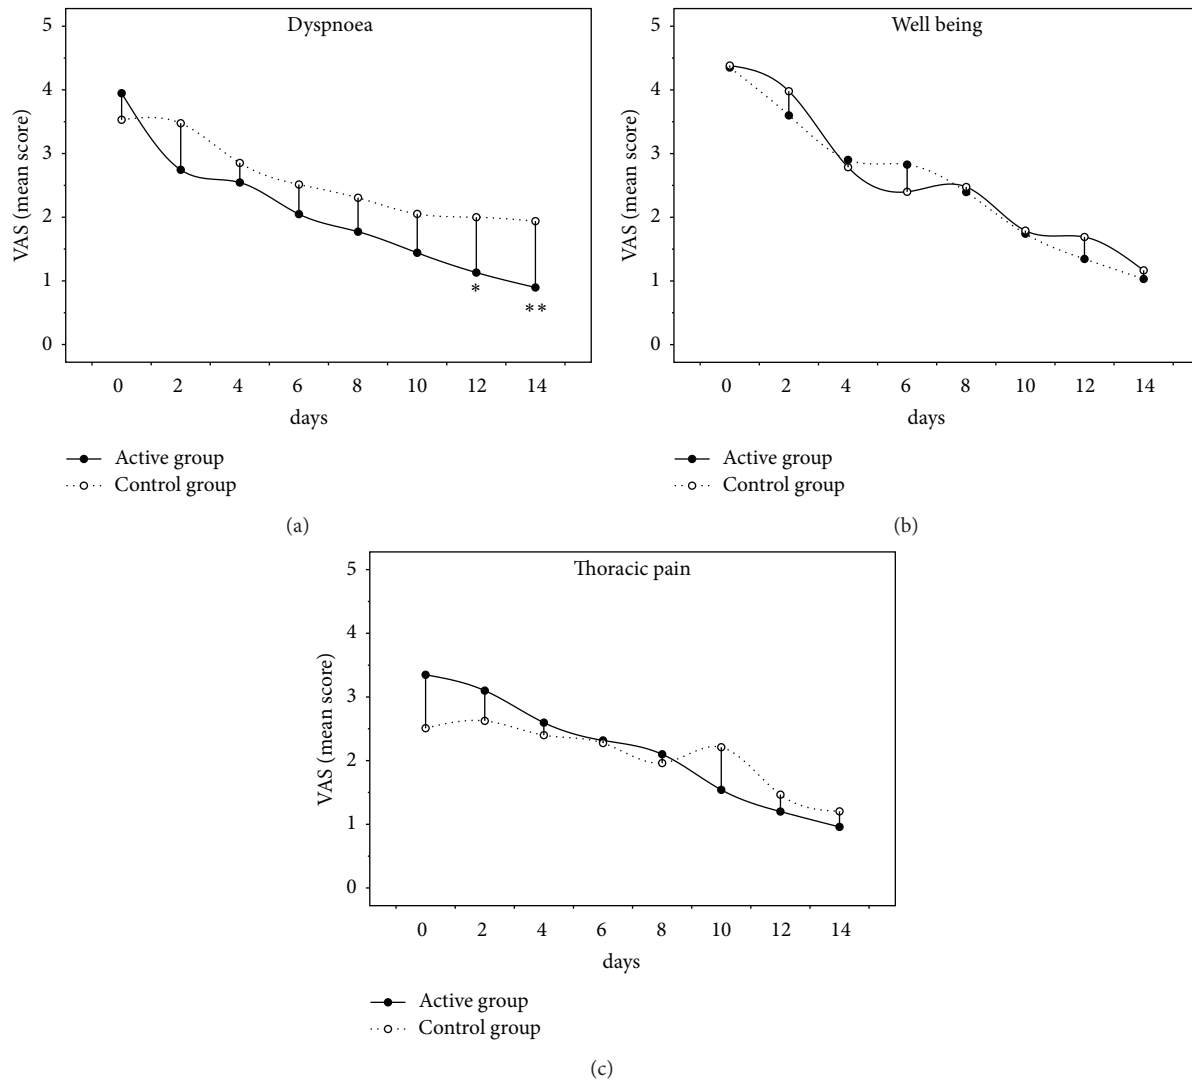 Dyspnoea
5
4
3
2
1
0
VAS (mean score)
*
**
0 2 4 6 8 10 12 14
days
Active group
Control group
(a)
Well being
5
4
3
2
1
0
VAS (mean score)
0 2 4 6 8 10 12 14
days
Active group
Control group
(b)
Thoracic pain
5
4
3
2
1
0
VAS (mean score)
0 2 4 6 8 10 12 14
days
Active group
Control group
(c)